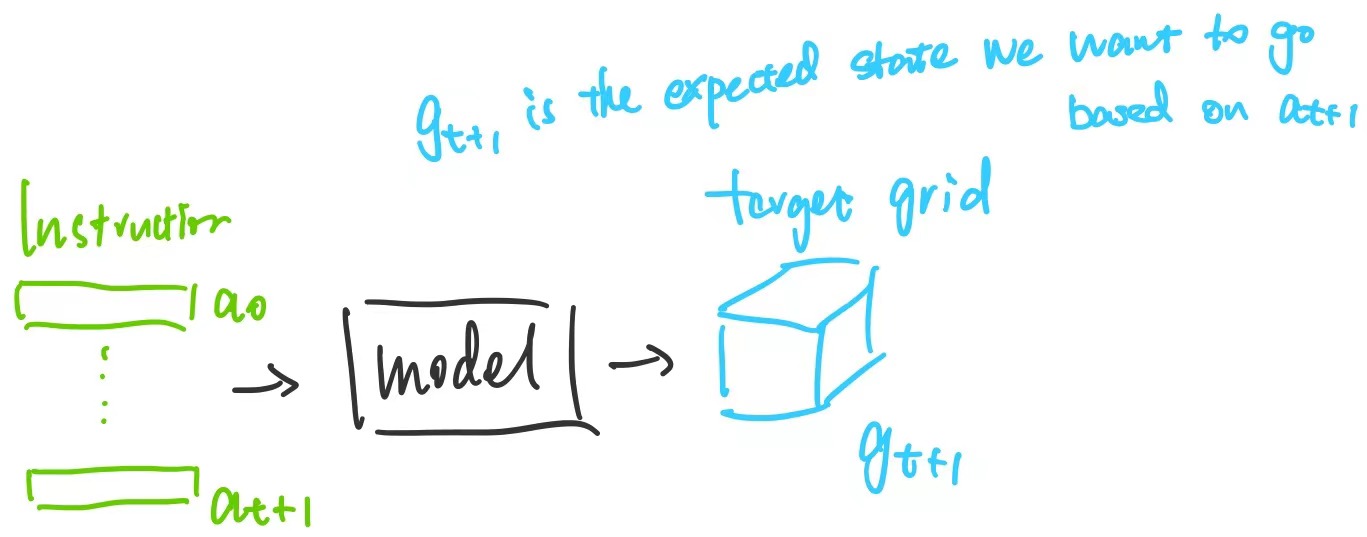 g_{t+1} is the expected state we want to go
based on a_{t+1}
target grid
Instruction
a_0
model
g_{t+1}
a_{t+1}